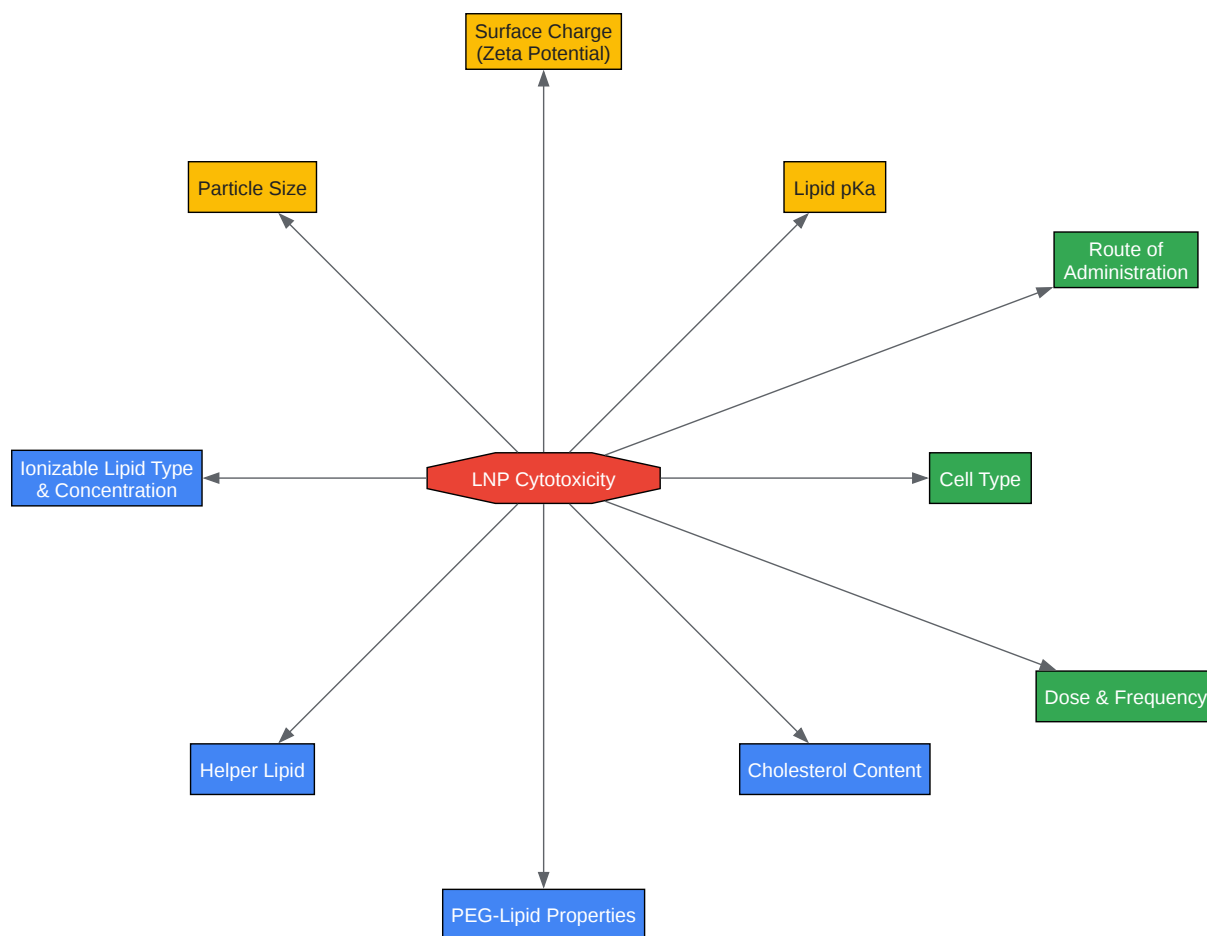 Surface Charge
(Zeta Potential)
Particle Size
Lipid pKa
Route of
Administration
Ionizable Lipid Type
& Concentration
LNP Cytotoxicity
Cell Type
Dose & Frequency
Helper Lipid
Cholesterol Content
PEG-Lipid Properties